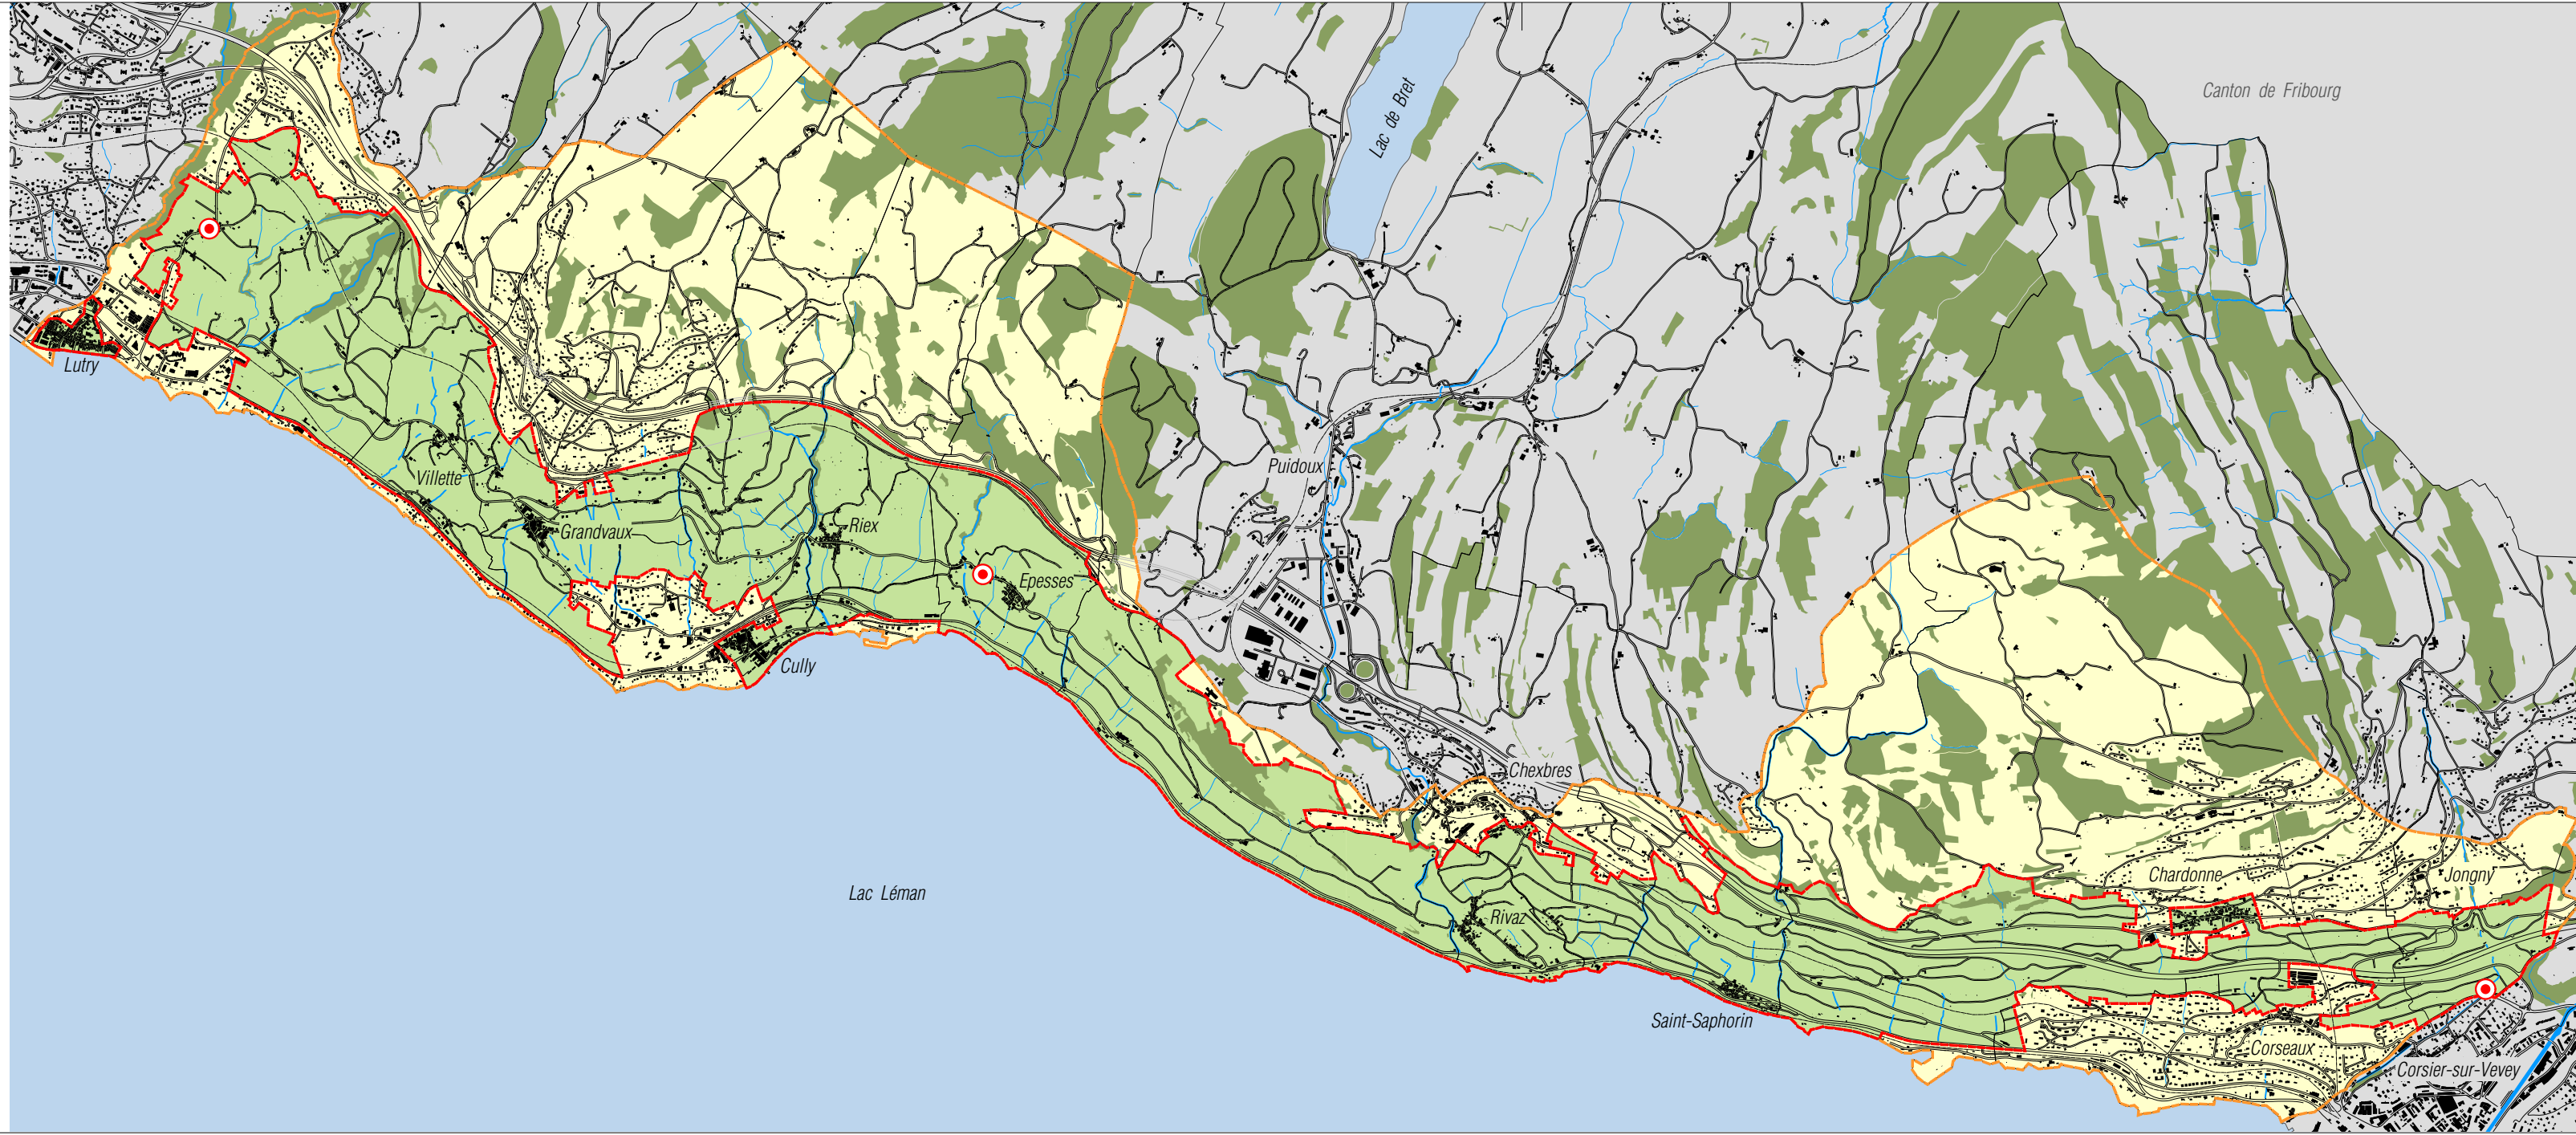 Canton de Fribourg
Lac de Bret
Lutry
Puidoux
Villette
Grandvaux
Riex
Epesses
Cully
Chexbres
Chardonne
Jongny
Lac Léman
Rivaz
Saint-Saphorin
Corseaux
Corsier-sur-Vevey